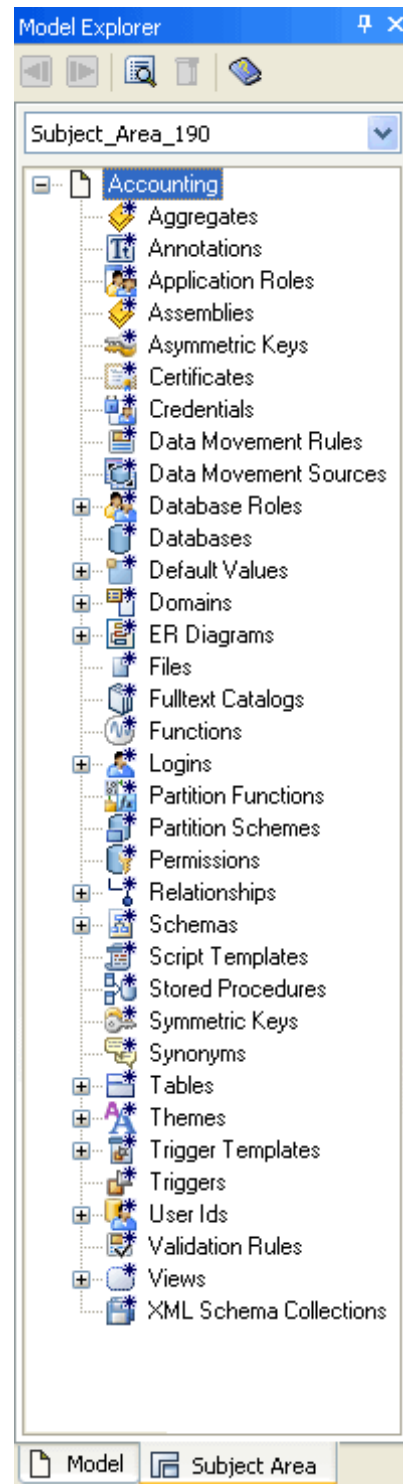 Model Explorer
Subject_Area_190
Accounting
Aggregates
Annotations
Application Roles
Assemblies
Asymmetric Keys
Certificates
Credentials
Data Movement Rules
Data Movement Sources
Database Roles
Databases
Default Values
Domains
ER Diagrams
Files
Fulltext Catalogs
Functions
Logins
Partition Functions
Partition Schemes
Permissions
Relationships
Schemas
Script Templates
Stored Procedures
Symmetric Keys
Synonyms
Tables
Themes
Trigger Templates
Triggers
User Ids
Validation Rules
Views
XML Schema Collections
Model Subject Area